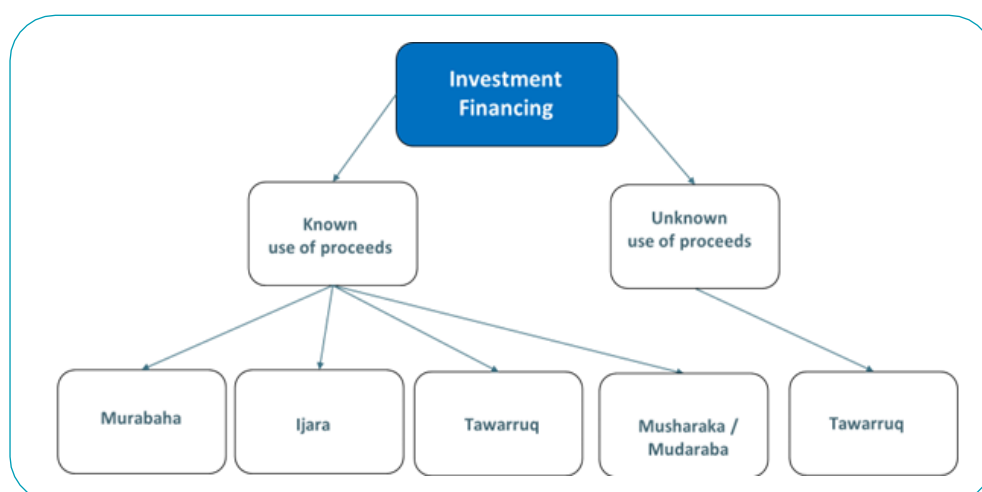 Investment
Financing
Known
use of proceeds
Unknown
use of proceeds
Murabaha
Ijara
Tawarruq
Musharaka /
Mudaraba
Tawarruq